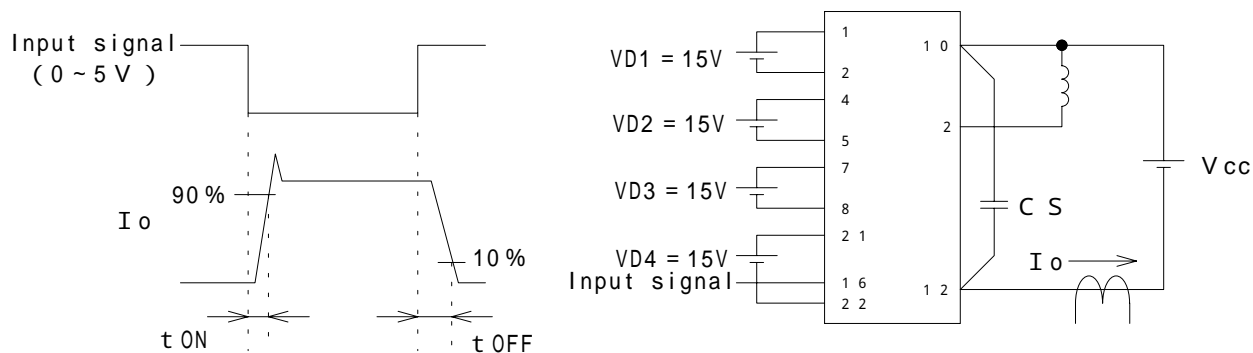 Input signal
(0~5V)
90%
Io
10%
tON
tOFF
VD1=15V
VD2=15V
VD3=15V
VD4=15V
Input signal
1
2
4
5
7
8
21
16
22
10
2
12
CS
Io
Vcc